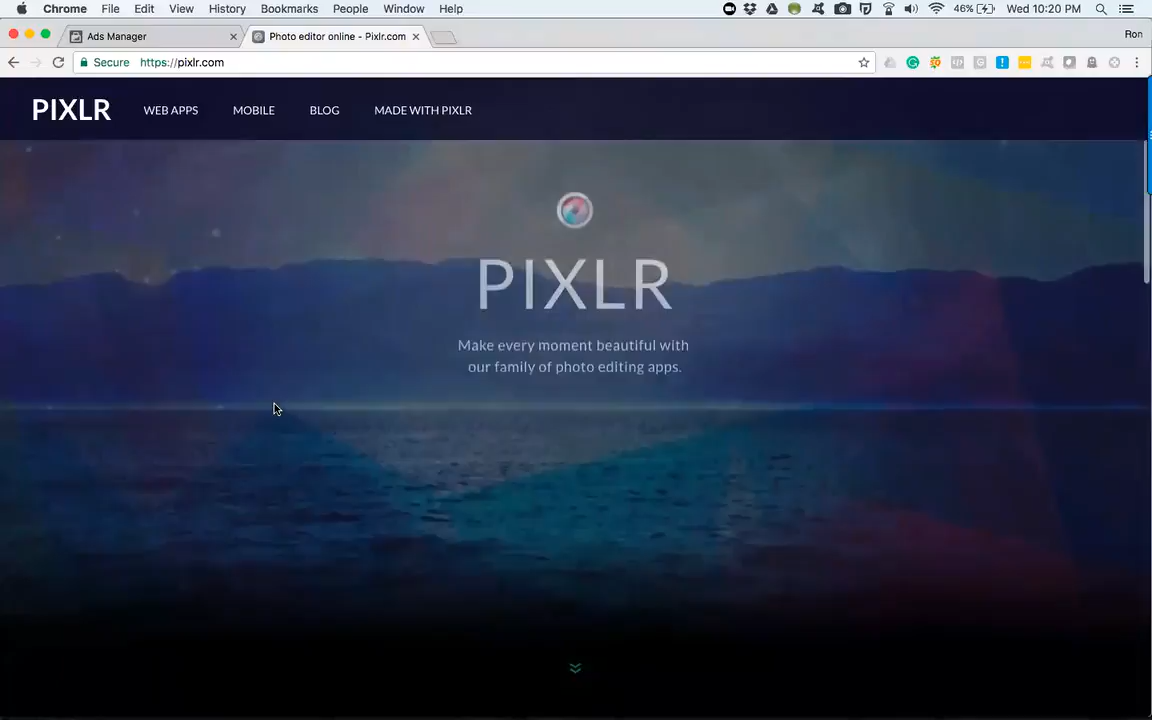 Chrome File Edit View History Bookmarks People Window Help 46% Wed 10:20 PM
Ads Manager Photo editor online - Pixlr.com Ron
Secure https://pixlr.com
PIXLR WEB APPS MOBILE BLOG MADE WITH PIXLR
PIXLR
Make every moment beautiful with
our family of photo editing apps.